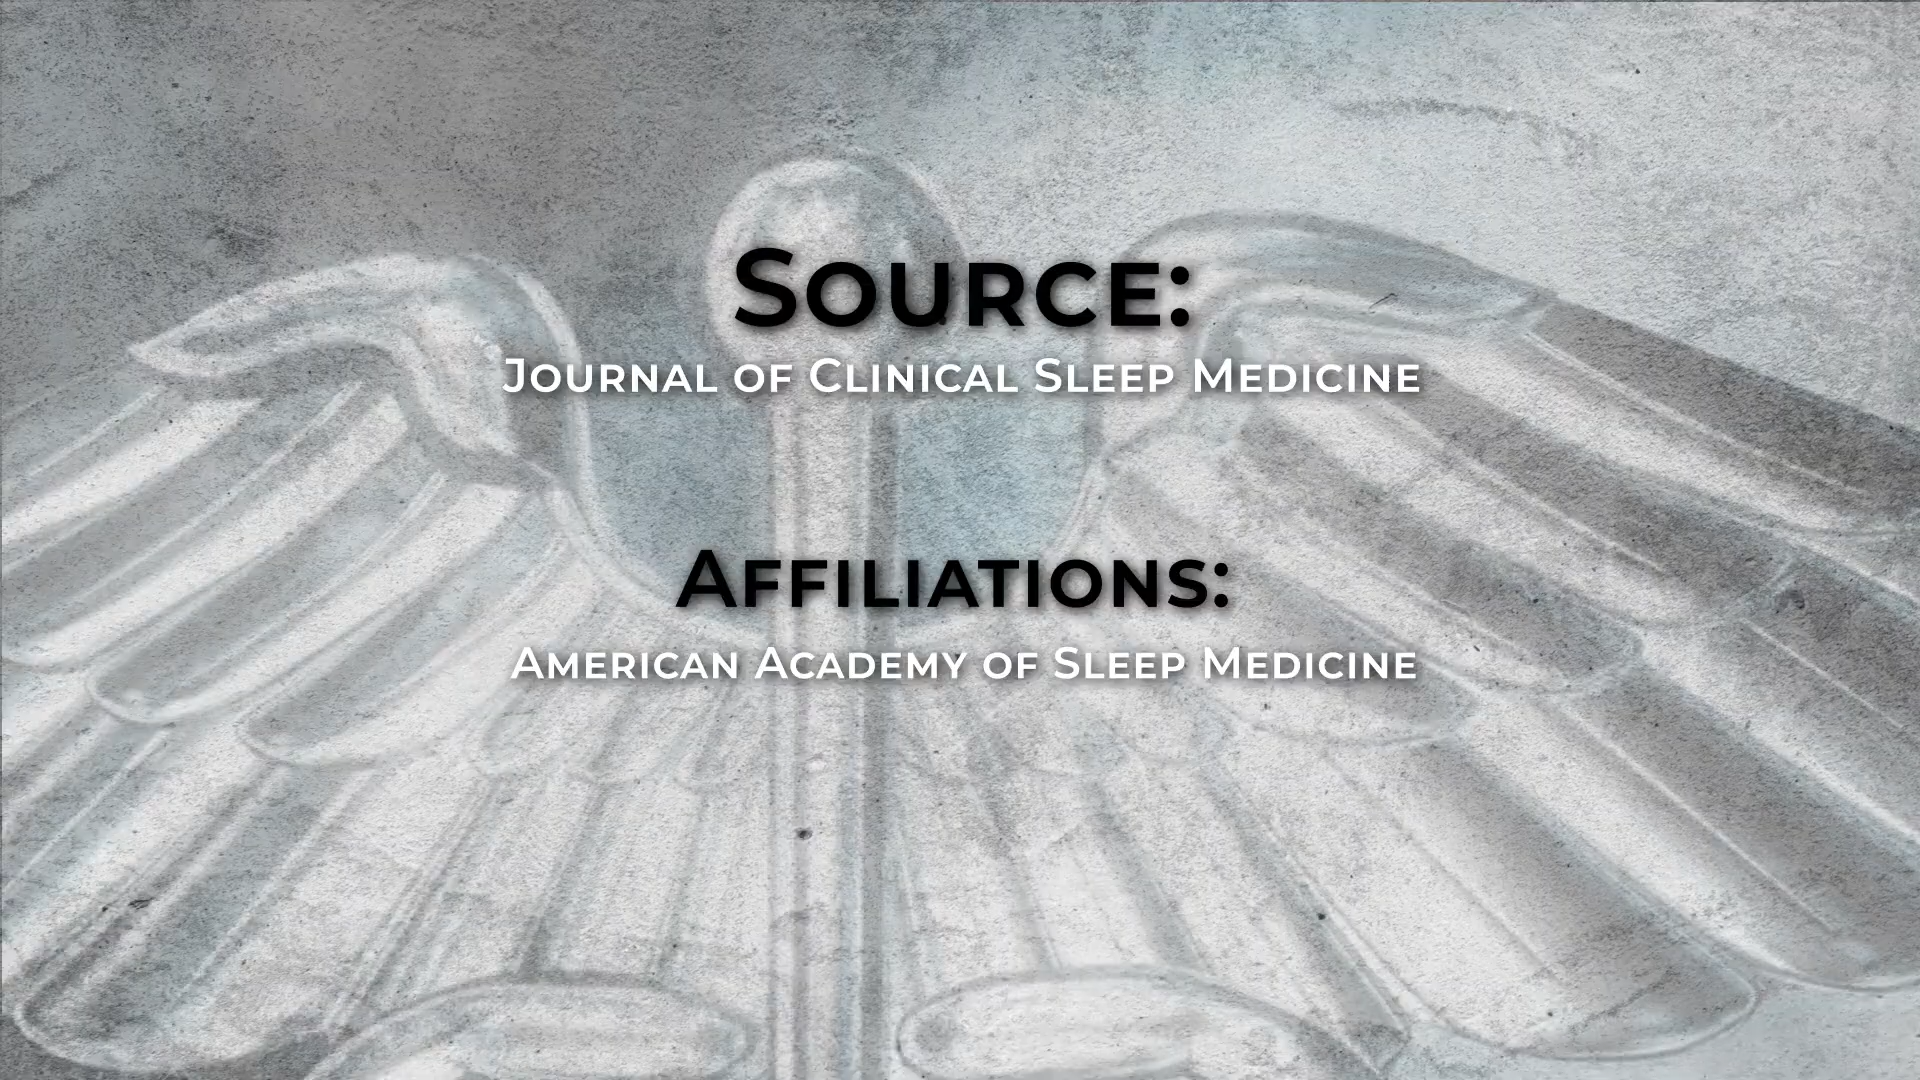 Source:
Journal of Clinical Sleep Medicine
Affiliations:
American Academy of Sleep Medicine